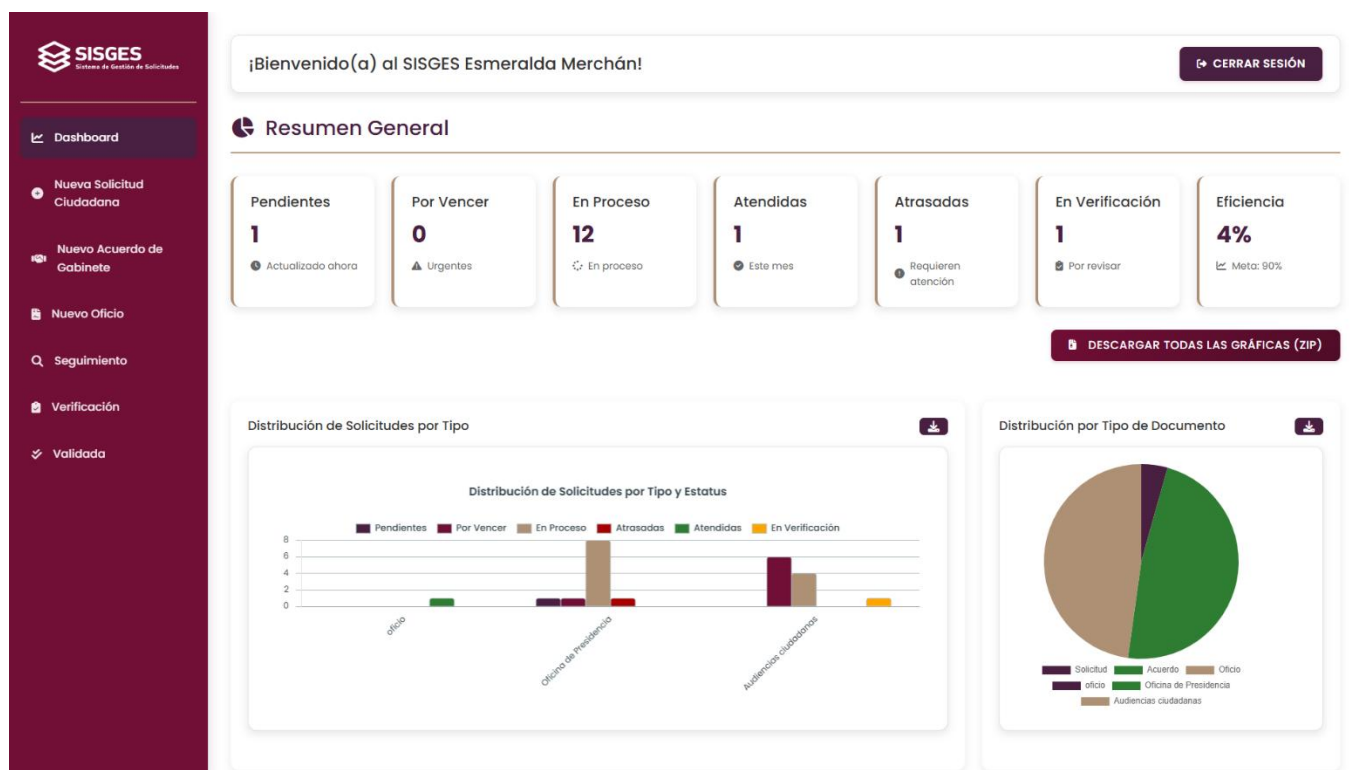 SISGES
Sistema de Gestión de Solicitudes
Dashboard
Nueva Solicitud
Ciudadana
Nuevo Acuerdo de
Gabinete
Nuevo Oficio
Seguimiento
Verificación
Validada
¡Bienvenido(a) al SISGES Esmeralda Merchán!
CERRAR SESIÓN
Resumen General
Pendientes
1
Actualizado ahora
Por Vencer
0
Urgentes
En Proceso
12
En proceso
Atendidas
1
Este mes
Atrasadas
1
Requieren
atención
En Verificación
1
Por revisar
Eficiencia
4%
Meta: 90%
DESCARGAR TODAS LAS GRÁFICAS (ZIP)
Distribución de Solicitudes por Tipo
Distribución de Solicitudes por Tipo y Estatus
Pendientes Por Vencer En Proceso Atrasadas Atendidas En Verificación
8
6
4
2
0
oficio
Oficina de Presidencia
Audiencias ciudadanas
Distribución por Tipo de Documento
Solicitud Acuerdo Oficio
oficio Oficina de Presidencia
Audiencias ciudadanas